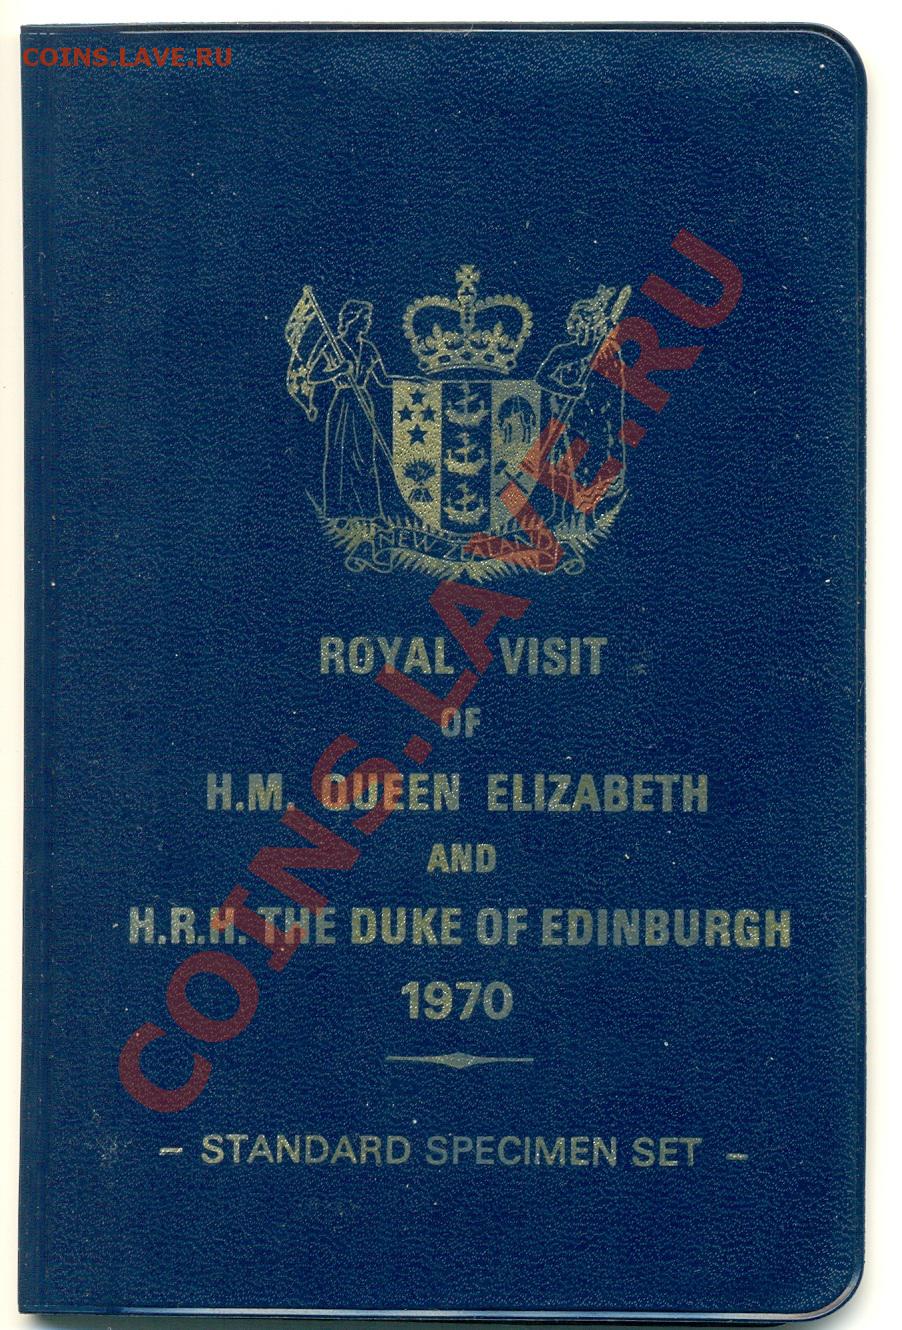 COINS.LAVE.RU
NEW ZEALAND
ROYAL VISIT
OF
H.M. QUEEN ELIZABETH
AND
H.R.H. THE DUKE OF EDINBURGH
1970
- STANDARD SPECIMEN SET -
COINS.LAVE.RU